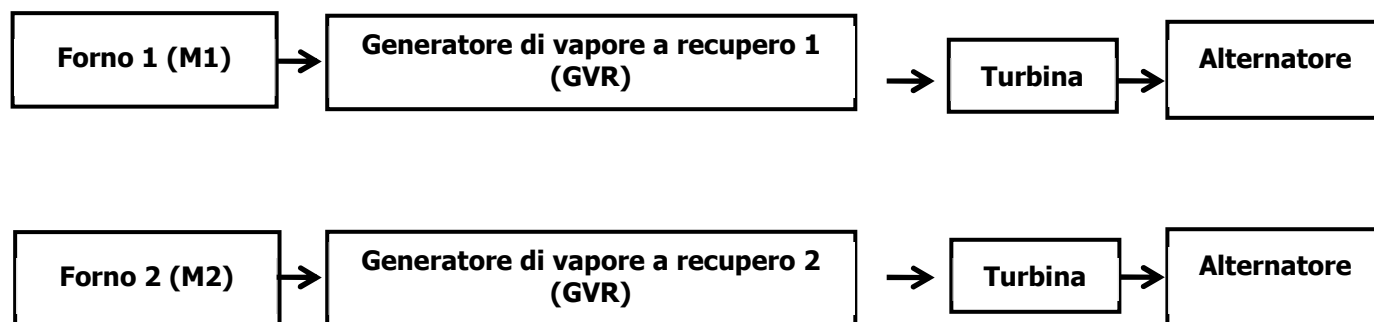 Forno 1 (M1)
Generatore di vapore a recupero 1
(GVR)
Turbina
Alternatore
Forno 2 (M2)
Generatore di vapore a recupero 2
(GVR)
Turbina
Alternatore